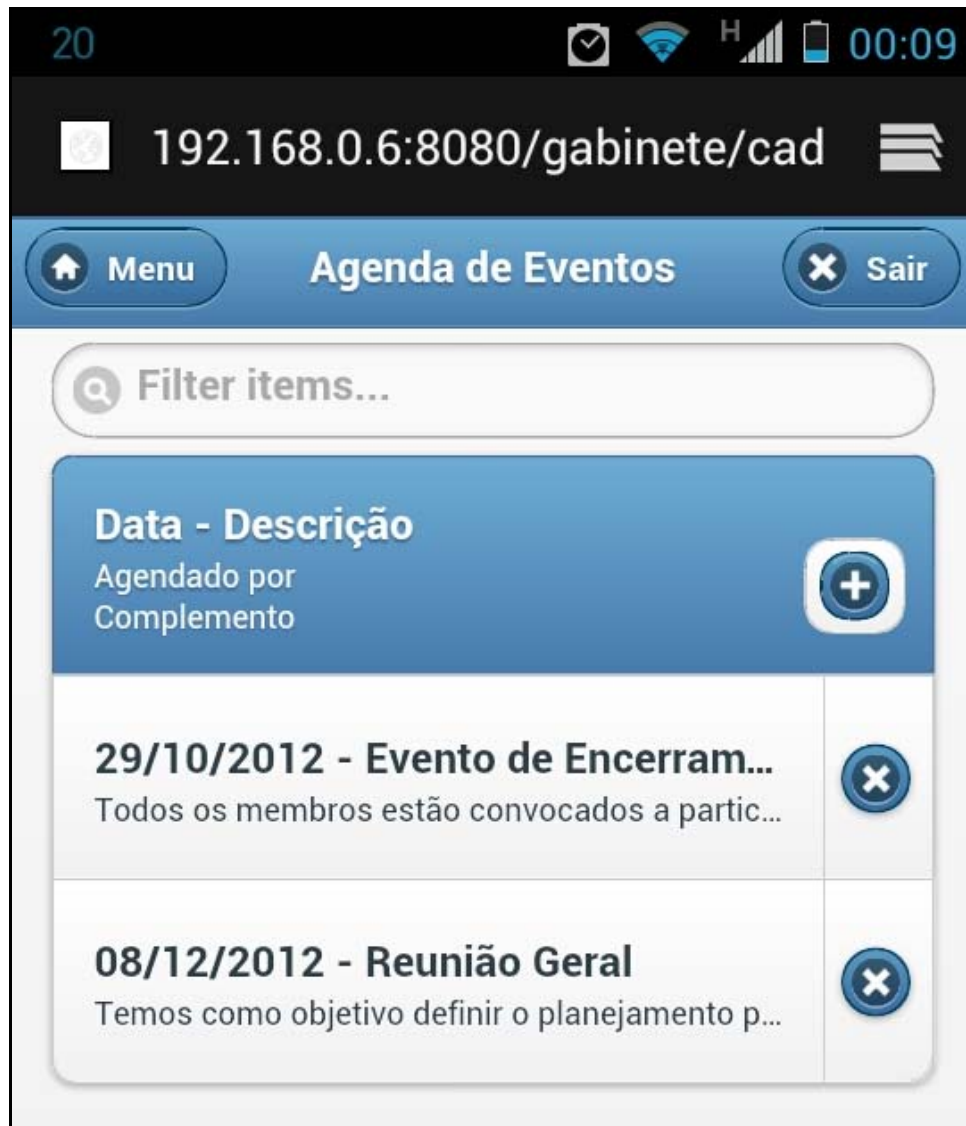 20 H 00:09
192.168.0.6:8080/gabinete/cad
Menu Agenda de Eventos Sair
Filter items...
Data - Descrição
Agendado por
Complemento
29/10/2012 - Evento de Encerram...
Todos os membros estão convocados a partic...
08/12/2012 - Reunião Geral
Temos como objetivo definir o planejamento p...